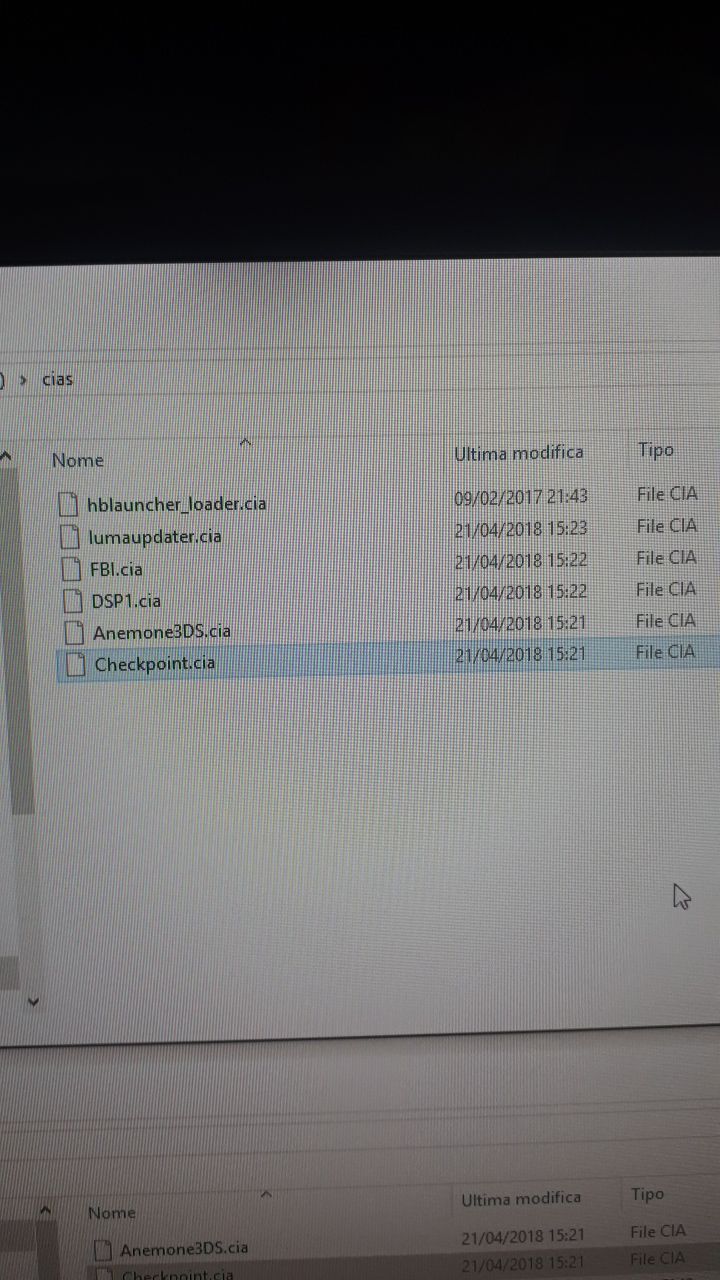 ) › cias
Nome Ultima modifica Tipo
hblauncher_loader.cia 09/02/2017 21:43 File CIA
lumaupdater.cia 21/04/2018 15:23 File CIA
FBI.cia 21/04/2018 15:22 File CIA
DSP1.cia 21/04/2018 15:22 File CIA
Anemone3DS.cia 21/04/2018 15:21 File CIA
Checkpoint.cia 21/04/2018 15:21 File CIA
Nome Ultima modifica Tipo
Anemone3DS.cia 21/04/2018 15:21 File CIA
Checkpoint.cia 21/04/2018 15:21 File CIA